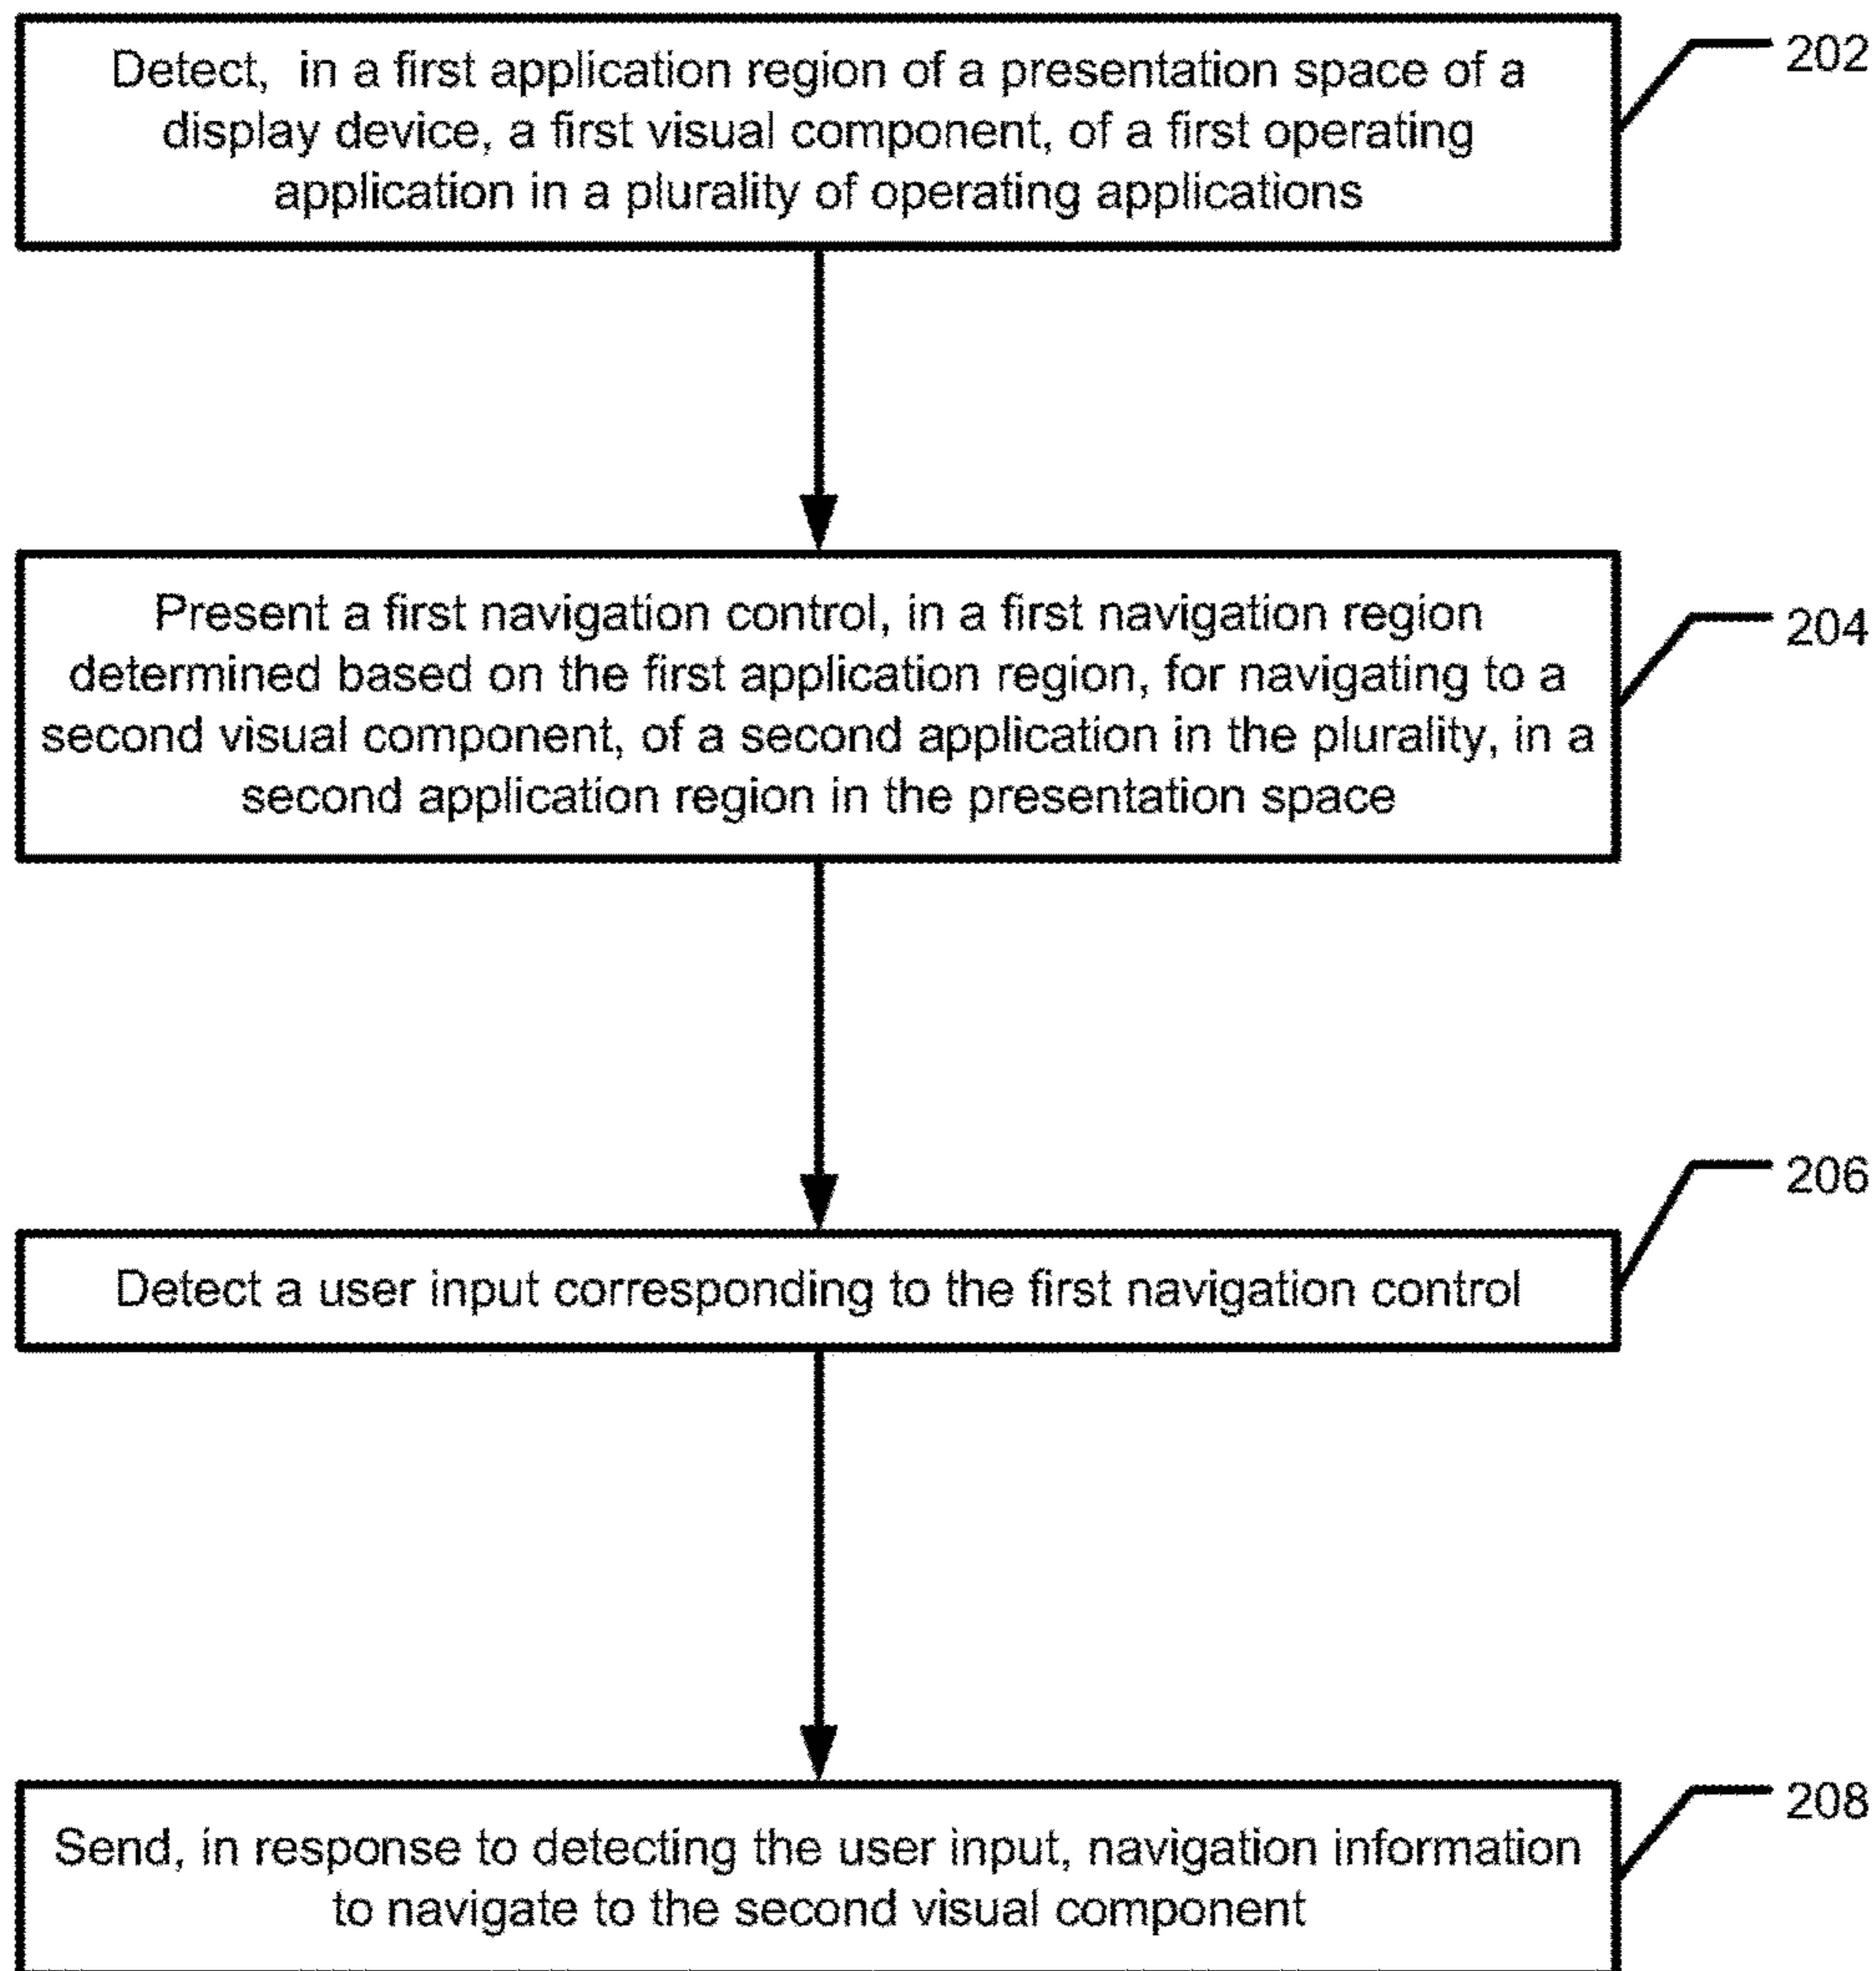 Detect, in a first application region of a presentation space of a
display device, a first visual component, of a first operating
application in a plurality of operating applications
202
Present a first navigation control, in a first navigation region
determined based on the first application region, for navigating to a
second visual component, of a second application in the plurality, in a
second application region in the presentation space
204
Detect a user input corresponding to the first navigation control
206
Send, in response to detecting the user input, navigation information
to navigate to the second visual component
208